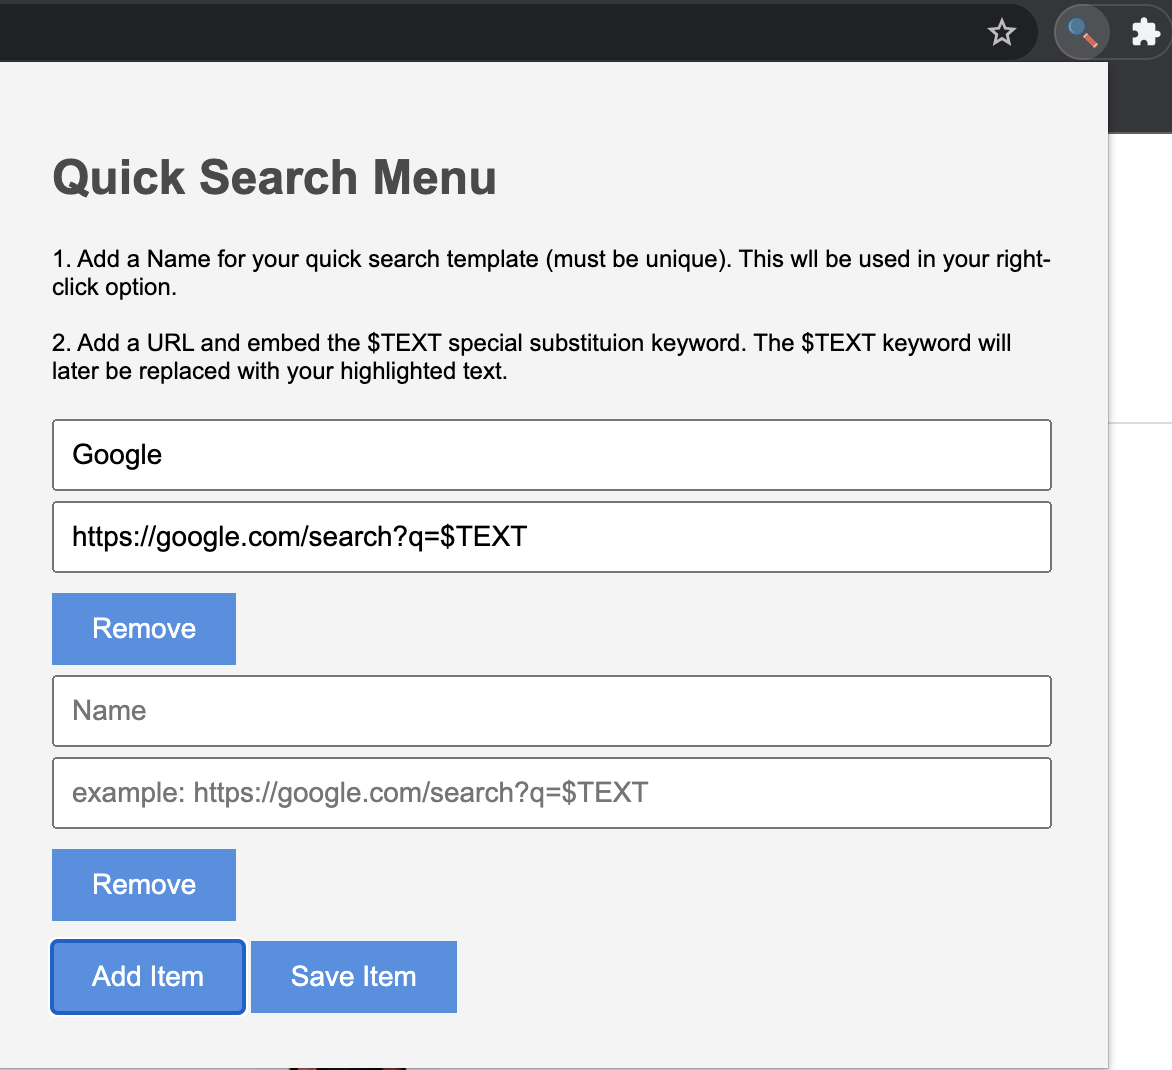 Quick Search Menu
1. Add a Name for your quick search template (must be unique). This wll be used in your right-
click option.
2. Add a URL and embed the $TEXT special substituion keyword. The $TEXT keyword will
later be replaced with your highlighted text.
Google
https://google.com/search?q=$TEXT
Remove
Name
example: https://google.com/search?q=$TEXT
Remove
Add Item Save Item